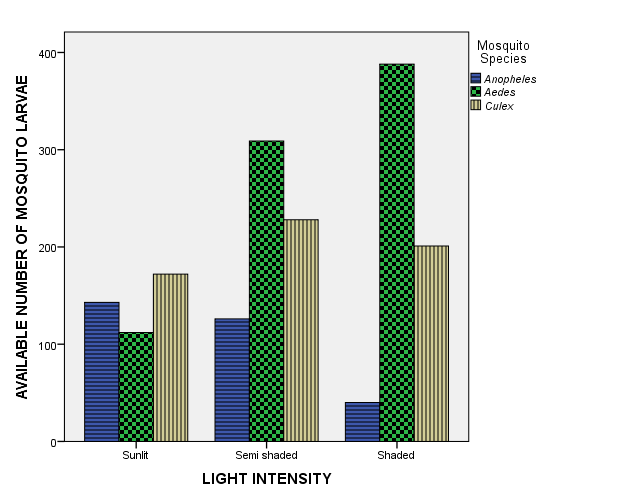 Mosquito
Species
Anopheles
Aedes
Culex
AVAILABLE NUMBER OF MOSQUITO LARVAE
400
300
200
100
0
Sunlit
Semi shaded
Shaded
LIGHT INTENSITY